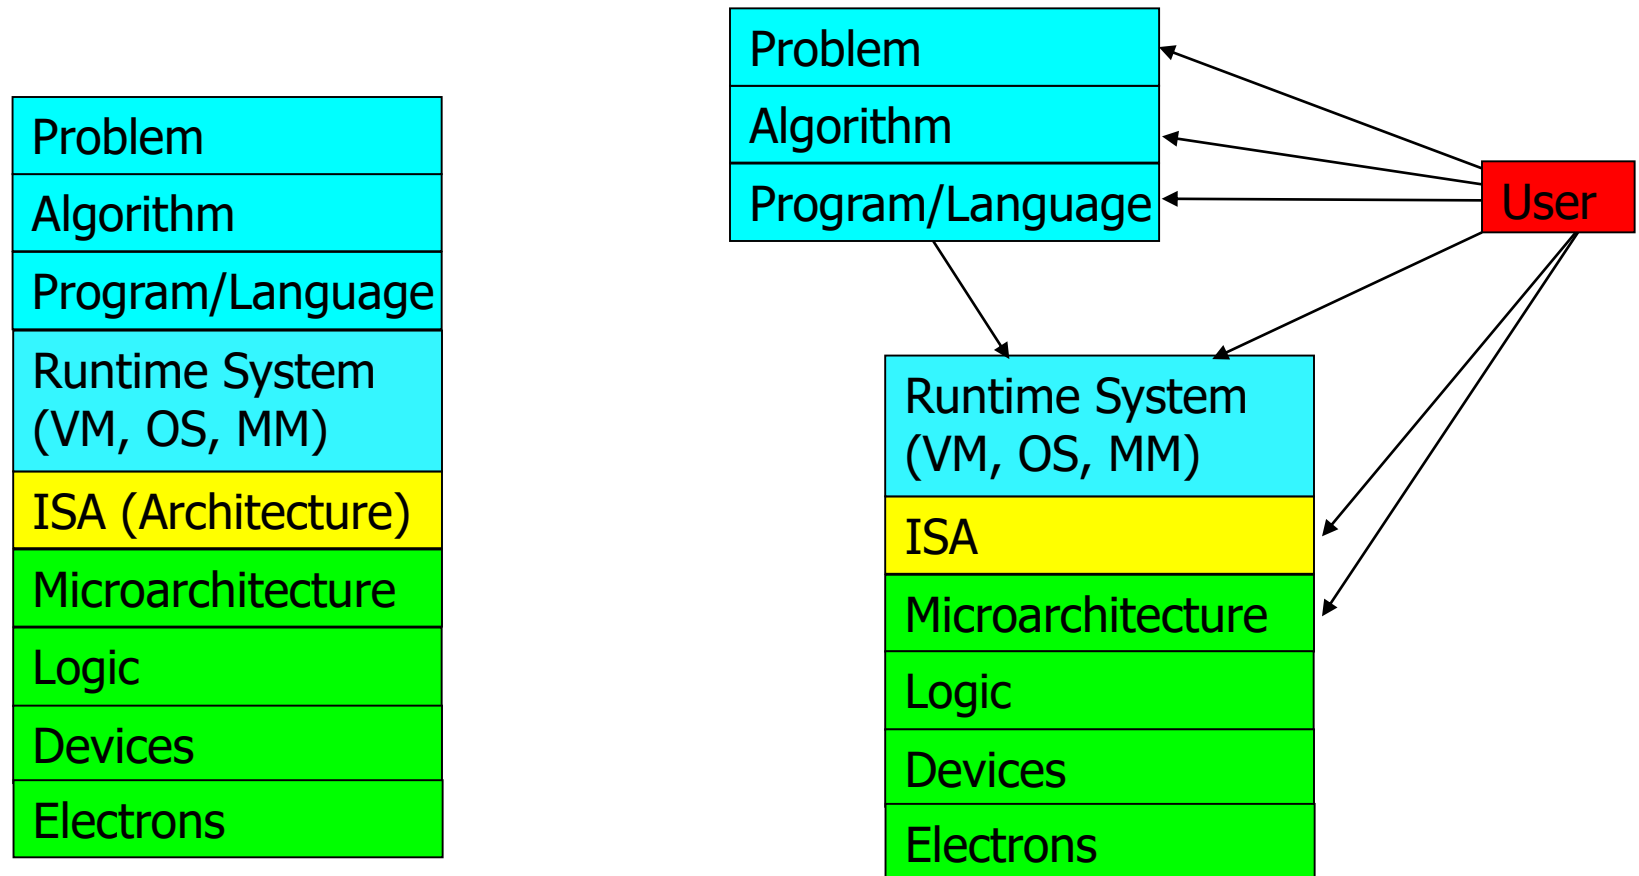 Problem
Algorithm
Program/Language
Runtime System
(VM, OS, MM)
ISA (Architecture)
Microarchitecture
Logic
Devices
Electrons
Problem
Algorithm
Program/Language
User
Runtime System
(VM, OS, MM)
ISA
Microarchitecture
Logic
Devices
Electrons